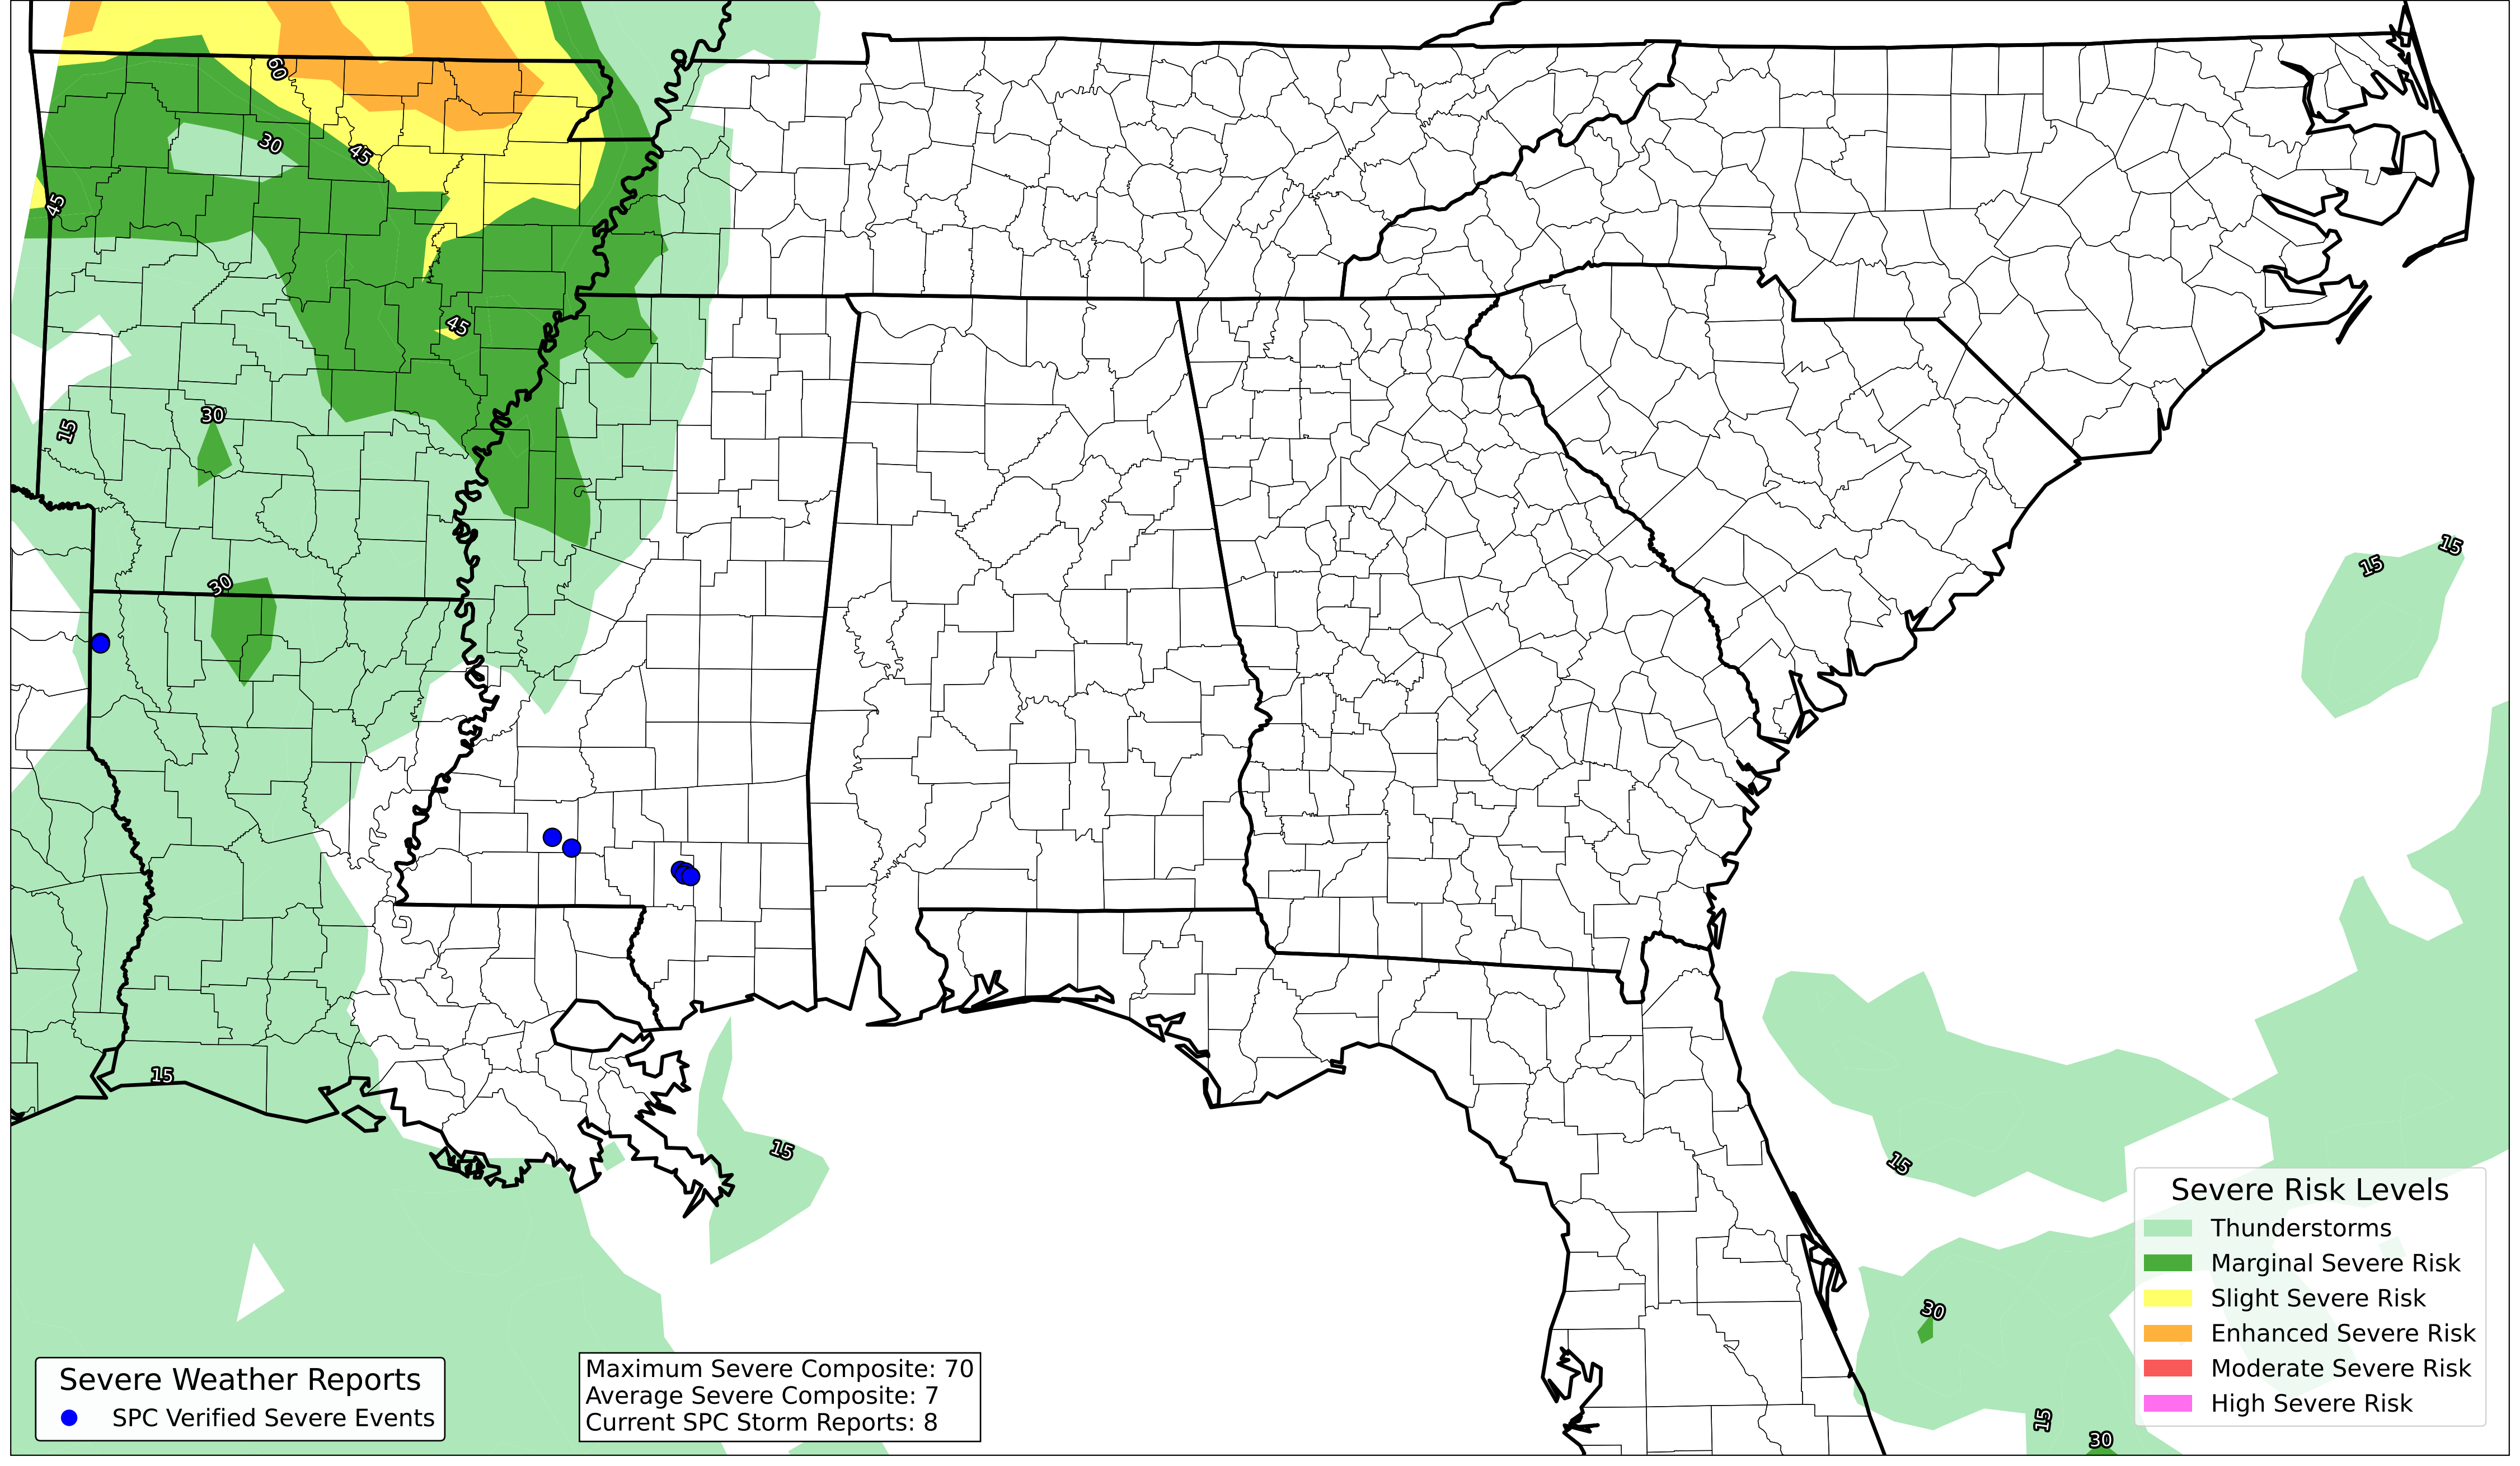 60
30
45
45
45
30
15
30
15
15
15
15
15
30
15
30
Severe Risk Levels
Thunderstorms
Marginal Severe Risk
Slight Severe Risk
Enhanced Severe Risk
Moderate Severe Risk
High Severe Risk
Severe Weather Reports
SPC Verified Severe Events
Maximum Severe Composite: 70
Average Severe Composite: 7
Current SPC Storm Reports: 8